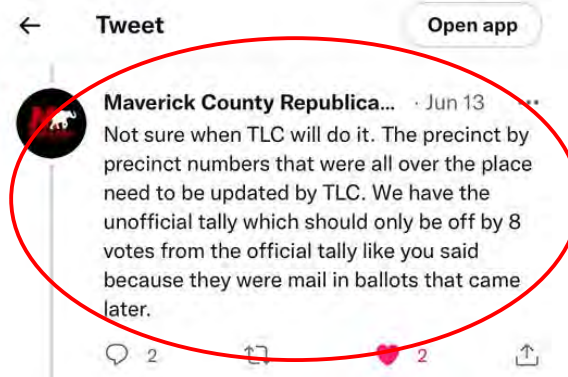 Tweet
Open app
Maverick County Republica... · Jun 13 ...
Not sure when TLC will do it. The precinct by
precinct numbers that were all over the place
need to be updated by TLC. We have the
unofficial tally which should only be off by 8
votes from the official tally like you said
because they were mail in ballots that came
later.
2
2